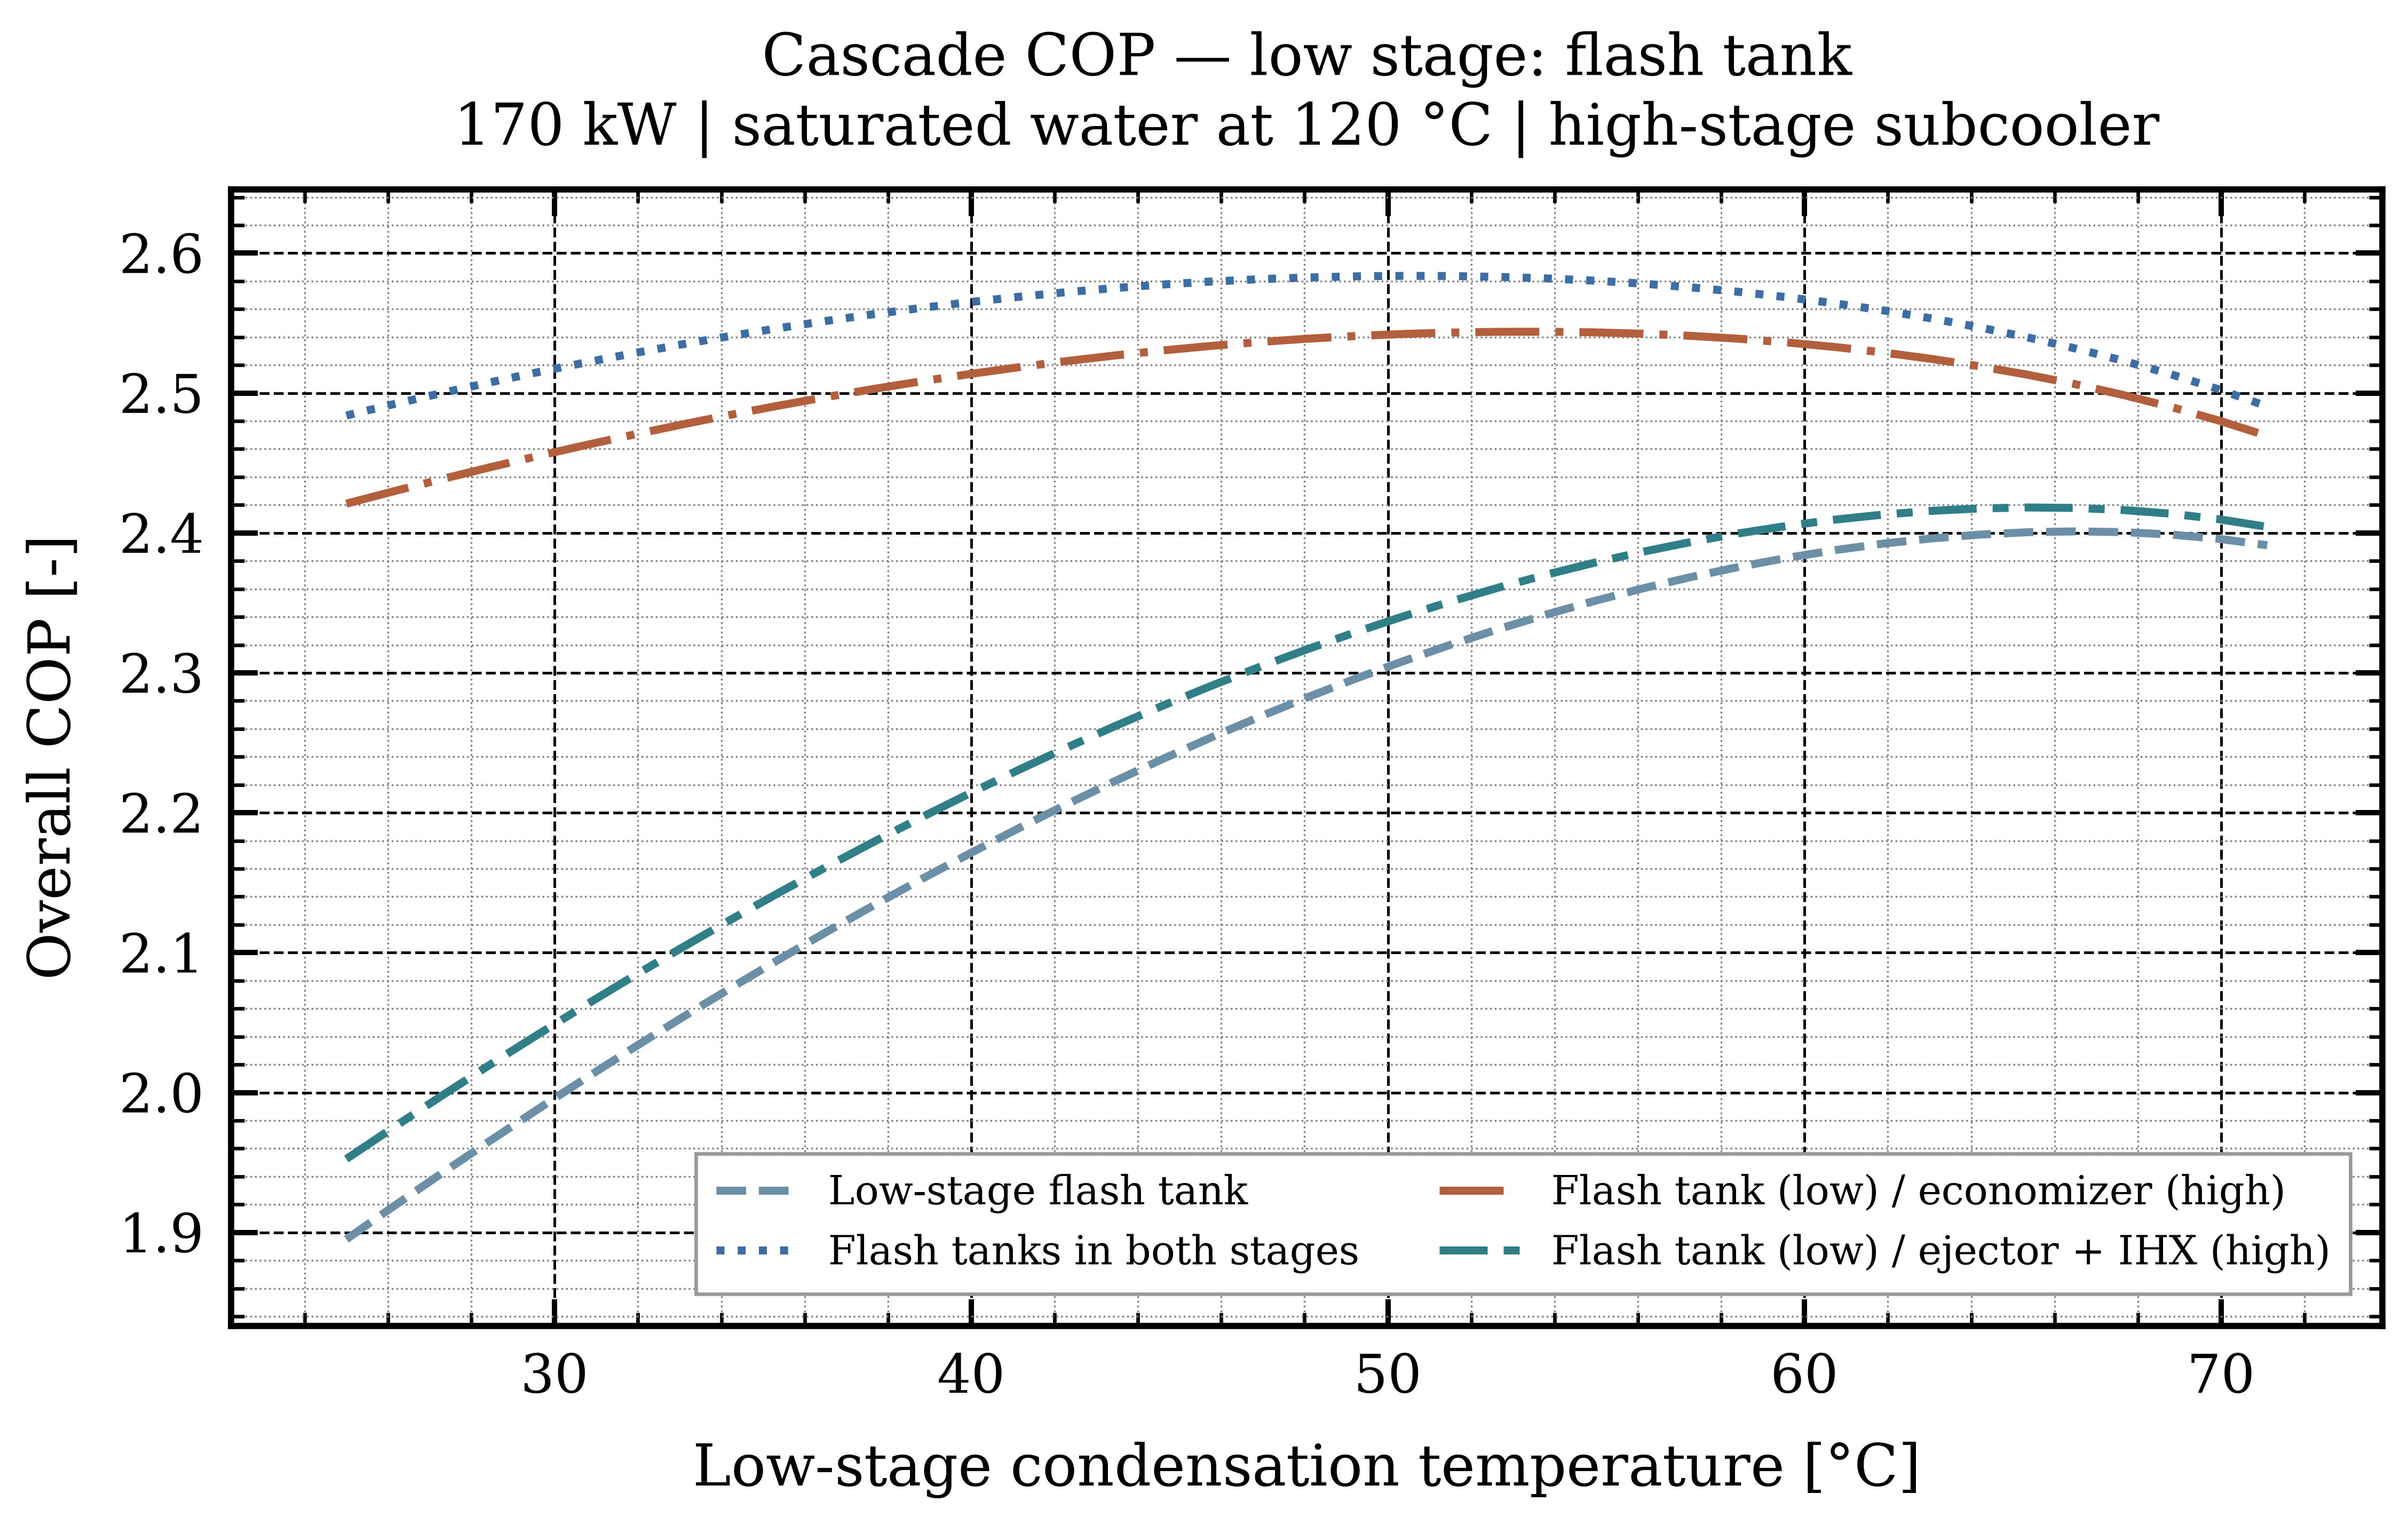 Cascade COP — low stage: flash tank
170 kW | saturated water at 120 °C | high-stage subcooler
Overall COP [-]
2.6
2.5
2.4
2.3
2.2
2.1
2.0
1.9
Low-stage flash tank
Flash tanks in both stages
Flash tank (low) / economizer (high)
Flash tank (low) / ejector + IHX (high)
30 40 50 60 70
Low-stage condensation temperature [°C]